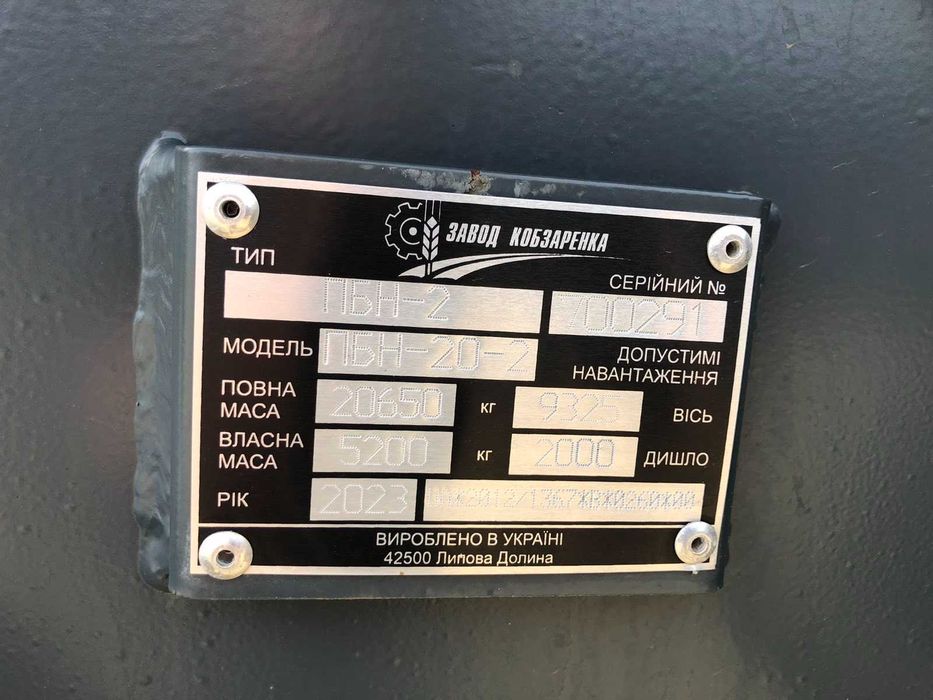 ЗАВОД КОБЗАРЕНКА
ТИП
ПБН-2
СЕРІЙНИЙ №
700291
МОДЕЛЬ ПБН-20-2
ДОПУСТИМІ
НАВАНТАЖЕННЯ
ПОВНА
МАСА 20650 кг 9325 ВІСЬ
ВЛАСНА
МАСА 5200 кг 2000 ДИШЛО
РІК 2023
ВИРОБЛЕНО В УКРАЇНІ
42500 Липова Долина